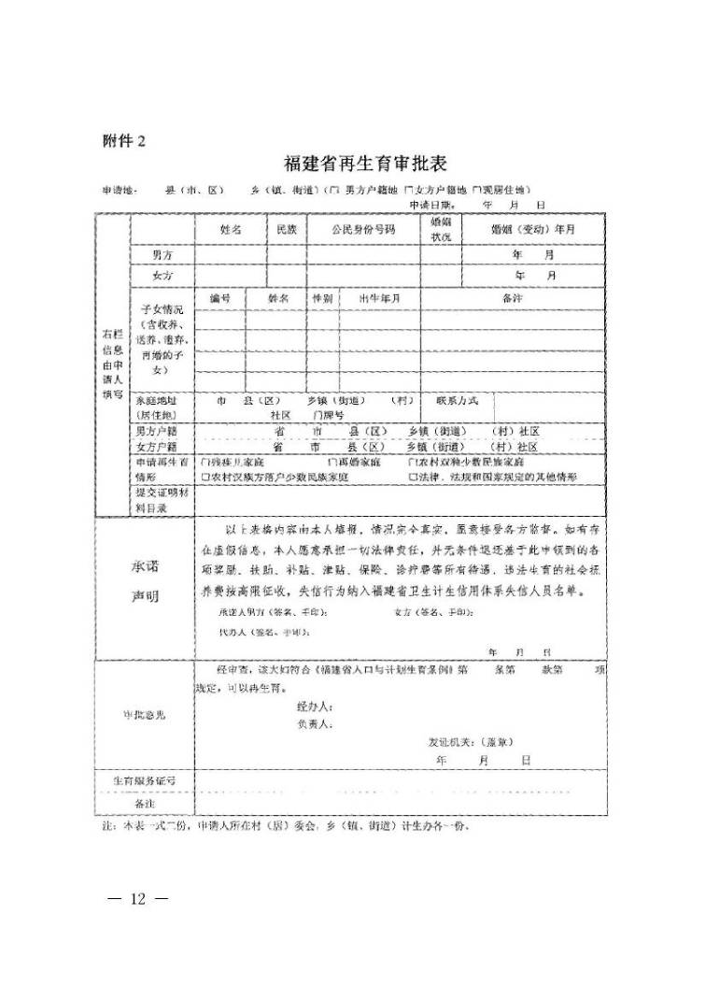 附件 2
福建省再生育审批表
申请地： 县（市、区） 乡（镇、街道）（□ 男方户籍地 □女方户籍地 □现居住地）
申请日期： 年 月 日
姓名 民族 公民身份号码 婚姻状况 婚姻（变动）年月
男方 年 月
女方 年 月
右栏信息由申请人填写
子女情况（含收养、送养、遗弃、再婚的子女）
编号 姓名 性别 出生年月 备注
家庭地址（居住地）
市 县（区） 乡镇（街道） （村） 联系方式
社区 门牌号
男方户籍 省 市 县（区） 乡镇（街道） （村）社区
女方户籍 省 市 县（区） 乡镇（街道） （村）社区
申请再生育情形
□残疾儿家庭 □再婚家庭 □农村双独少数民族家庭
□农村汉族方落户少数民族家庭 □法律、法规和国家规定的其他情形
提交证明材料目录
承诺
声明
以上表格内容由本人填报，情况完全真实，愿意接受各方监督。如有存
在虚假信息，本人愿意承担一切法律责任，并无条件退还基于此申领到的各
项奖励、扶助、补贴、津贴、保险、诊疗费等所有待遇，违法生育的社会抚
养费按高限征收，失信行为纳入福建省卫生计生信用体系失信人员名单。
承诺人男方（签名、手印）： 女方（签名、手印）：
代办人（签名、手印）：
年 月 日
审批意见
经审查，该夫妇符合《福建省人口与计划生育条例》第 条第 款第 项
规定，可以再生育。
经办人：
负责人：
发证机关：（盖章）
年 月 日
生育服务证号
备注
注：本表一式二份，申请人所在村（居）委会，乡（镇、街道）计生办各一份。
— 12 —